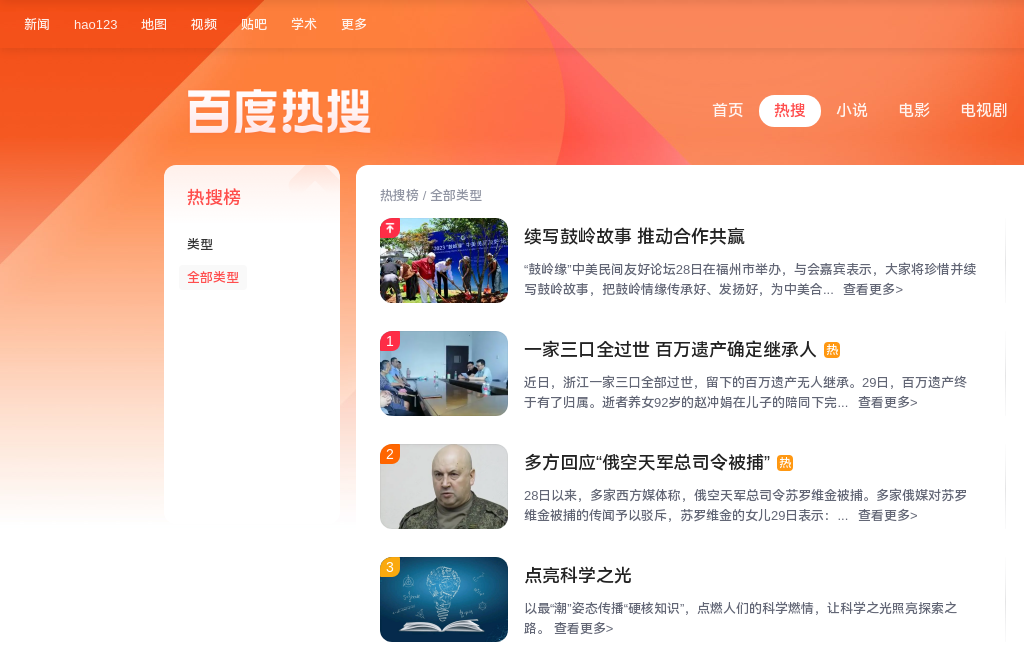 新闻 hao123 地图 视频 贴吧 学术 更多
百度热搜
首页 热搜 小说 电影 电视剧
热搜榜
类型
全部类型
热搜榜 / 全部类型
续写鼓岭故事 推动合作共赢
“鼓岭缘”中美民间友好论坛28日在福州市举办，与会嘉宾表示，大家将珍惜并续
写鼓岭故事，把鼓岭情缘传承好、发扬好，为中美合... 查看更多>
1
一家三口全过世 百万遗产确定继承人 热
近日，浙江一家三口全部过世，留下的百万遗产无人继承。29日，百万遗产终
于有了归属。逝者养女92岁的赵冲娟在儿子的陪同下完... 查看更多>
2
多方回应“俄空天军总司令被捕” 热
28日以来，多家西方媒体称，俄空天军总司令苏罗维金被捕。多家俄媒对苏罗
维金被捕的传闻予以驳斥，苏罗维金的女儿29日表示：... 查看更多>
3
点亮科学之光
以最“潮”姿态传播“硬核知识”，点燃人们的科学燃情，让科学之光照亮探索之
路。 查看更多>